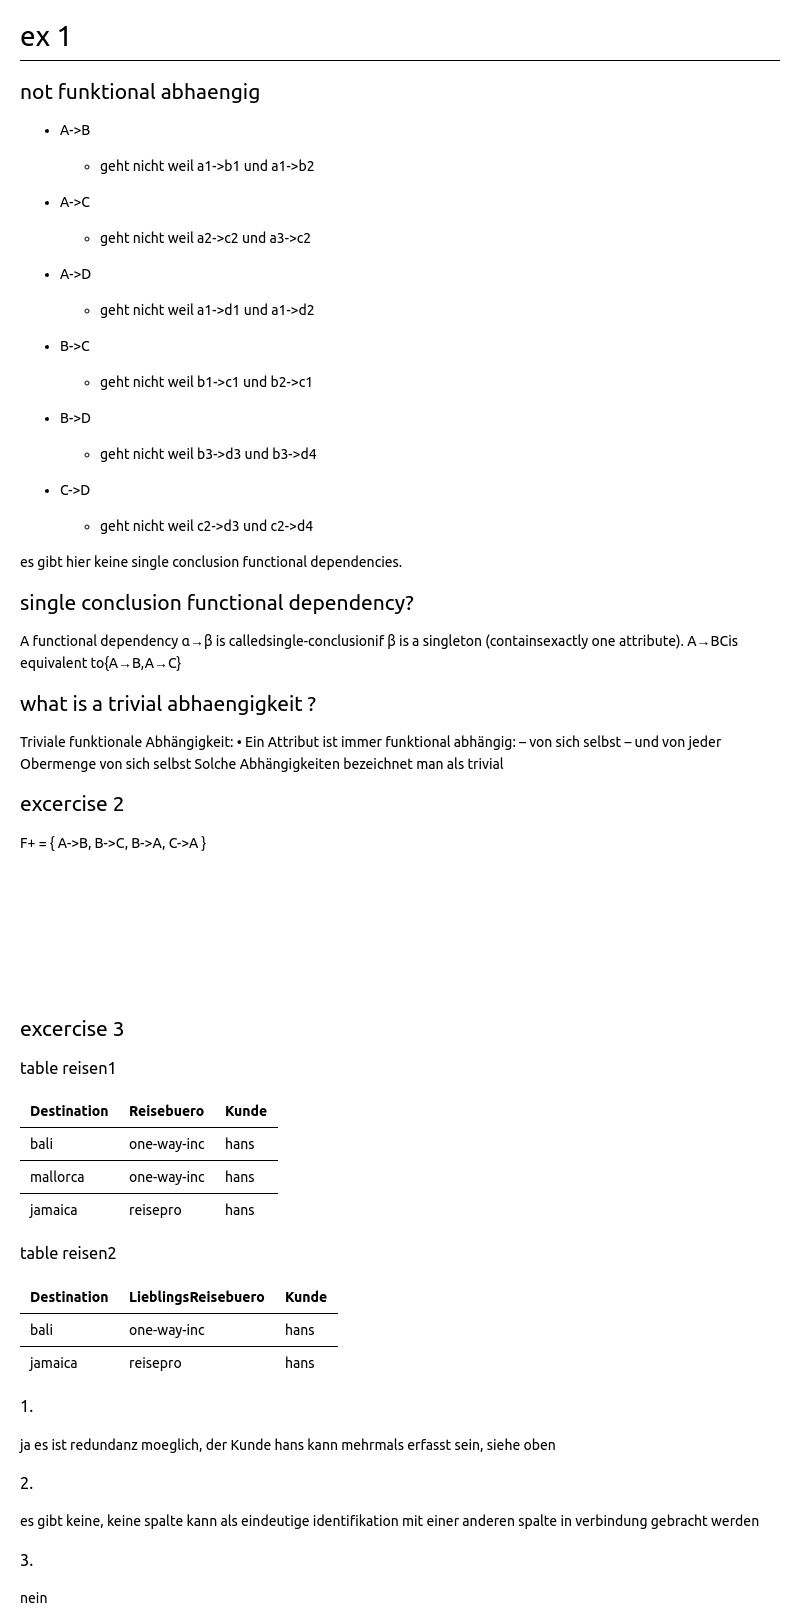 ex 1
not funktional abhaengig
• A->B
◦ geht nicht weil a1->b1 und a1->b2
• A->C
◦ geht nicht weil a2->c2 und a3->c2
• A->D
◦ geht nicht weil a1->d1 und a1->d2
• B->C
◦ geht nicht weil b1->c1 und b2->c1
• B->D
◦ geht nicht weil b3->d3 und b3->d4
• C->D
◦ geht nicht weil c2->d3 und c2->d4
es gibt hier keine single conclusion functional dependencies.
single conclusion functional dependency?
A functional dependency α→β is calledsingle-conclusionif β is a singleton (containsexactly one attribute). A→BCis
equivalent to{A→B,A→C}
what is a trivial abhaengigkeit ?
Triviale funktionale Abhängigkeit: • Ein Attribut ist immer funktional abhängig: – von sich selbst – und von jeder
Obermenge von sich selbst Solche Abhängigkeiten bezeichnet man als trivial
excercise 2
F+ = { A->B, B->C, B->A, C->A }
excercise 3
table reisen1
Destination Reisebuero Kunde
bali one-way-inc hans
mallorca one-way-inc hans
jamaica reisepro hans
table reisen2
Destination LieblingsReisebuero Kunde
bali one-way-inc hans
jamaica reisepro hans
1.
ja es ist redundanz moeglich, der Kunde hans kann mehrmals erfasst sein, siehe oben
2.
es gibt keine, keine spalte kann als eindeutige identifikation mit einer anderen spalte in verbindung gebracht werden
3.
nein